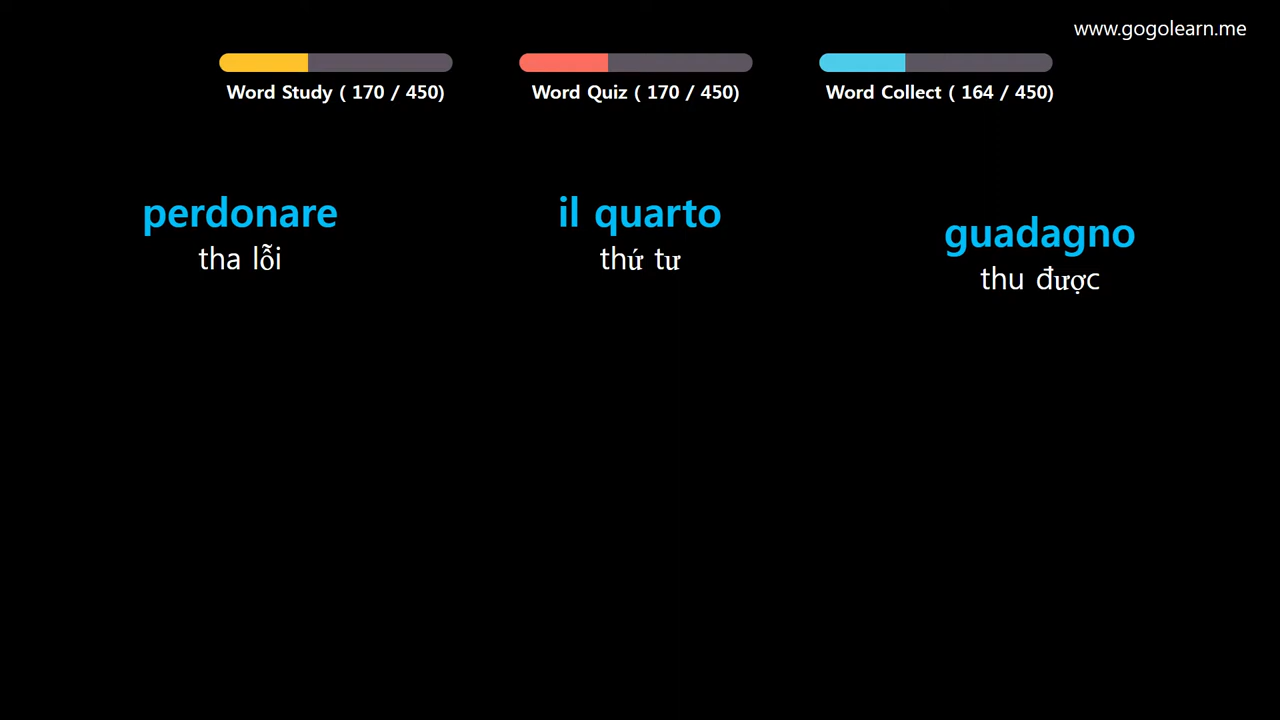 www.gogolearn.me
Word Study ( 170 / 450)
Word Quiz ( 170 / 450)
Word Collect ( 164 / 450)
perdonare
tha lỗi
il quarto
thứ tư
guadagno
thu được